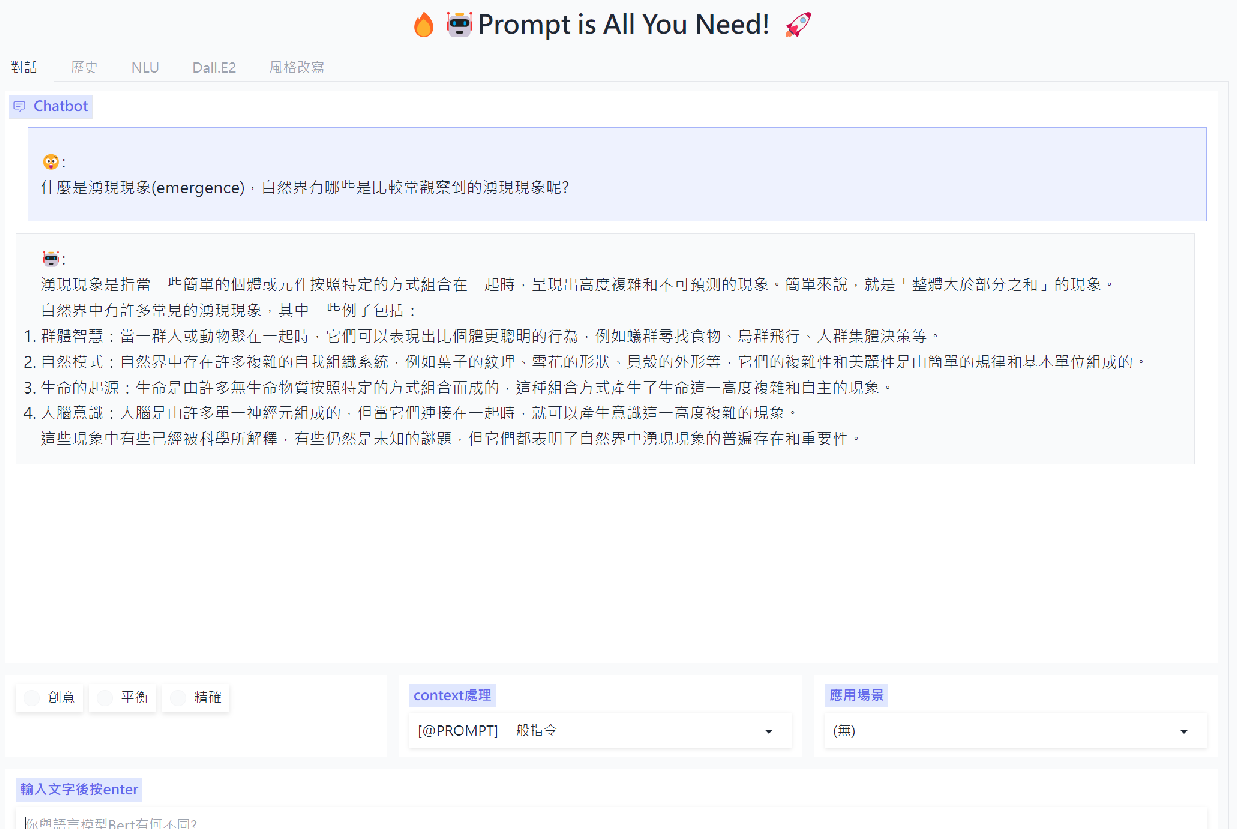 🔥 🤖 Prompt is All You Need! 🚀
對話 歷史 NLU Dall.E2 風格改寫
Chatbot
:
什麼是湧現現象(emergence)，自然界有哪些是比較常觀察到的湧現現象呢?
:
湧現現象是指當一些簡單的個體或元件按照特定的方式組合在一起時，呈現出高度複雜和不可預測的現象。簡單來說，就是「整體大於部分之和」的現象。
自然界中有許多常見的湧現現象，其中一些例子包括：
1. 群體智慧：當一群人或動物聚在一起時，它們可以表現出比個體更聰明的行為，例如蟻群尋找食物、鳥群飛行、人群集體決策等。
2. 自然模式：自然界中存在許多複雜的自我組織系統，例如葉子的紋理、雪花的形狀、貝殼的外形等，它們的複雜性和美麗性是由簡單的規律和基本單位組成的。
3. 生命的起源：生命是由許多無生命物質按照特定的方式組合而成的，這種組合方式產生了生命這一高度複雜和自主的現象。
4. 人腦意識：人腦是由許多單一神經元組成的，但當它們連接在一起時，就可以產生意識這一高度複雜的現象。
這些現象中有些已經被科學所解釋，有些仍然是未知的謎題，但它們都表明了自然界中湧現現象的普遍存在和重要性。
創意 平衡 精確
context處理
[@PROMPT] 一般指令
應用場景
(無)
輸入文字後按enter
你與語言模型Bert有何不同?